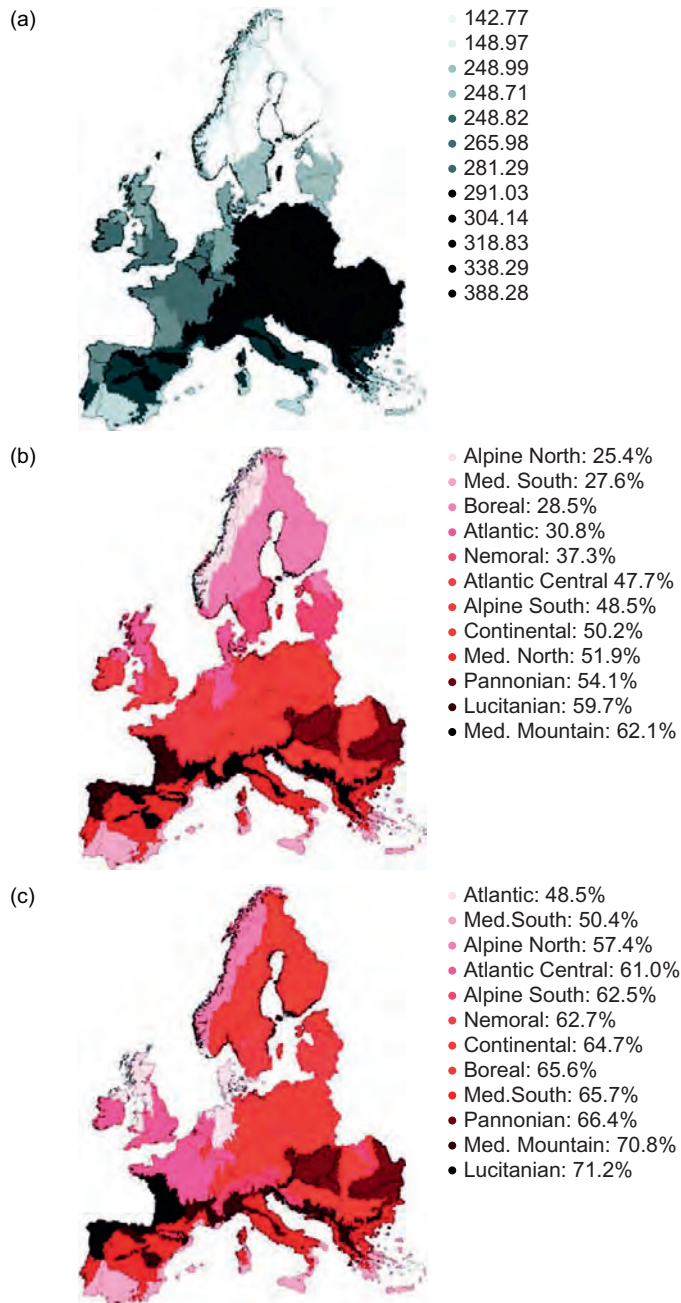 (a)
142.77
148.97
248.99
248.71
248.82
265.98
281.29
291.03
304.14
318.83
338.29
388.28
(b)
Alpine North: 25.4%
Med. South: 27.6%
Boreal: 28.5%
Atlantic: 30.8%
Nemoral: 37.3%
Atlantic Central 47.7%
Alpine South: 48.5%
Continental: 50.2%
Med. North: 51.9%
Pannonian: 54.1%
Lucitanian: 59.7%
Med. Mountain: 62.1%
(c)
Atlantic: 48.5%
Med.South: 50.4%
Alpine North: 57.4%
Atlantic Central: 61.0%
Alpine South: 62.5%
Nemoral: 62.7%
Continental: 64.7%
Boreal: 65.6%
Med.South: 65.7%
Pannonian: 66.4%
Med. Mountain: 70.8%
Lucitanian: 71.2%